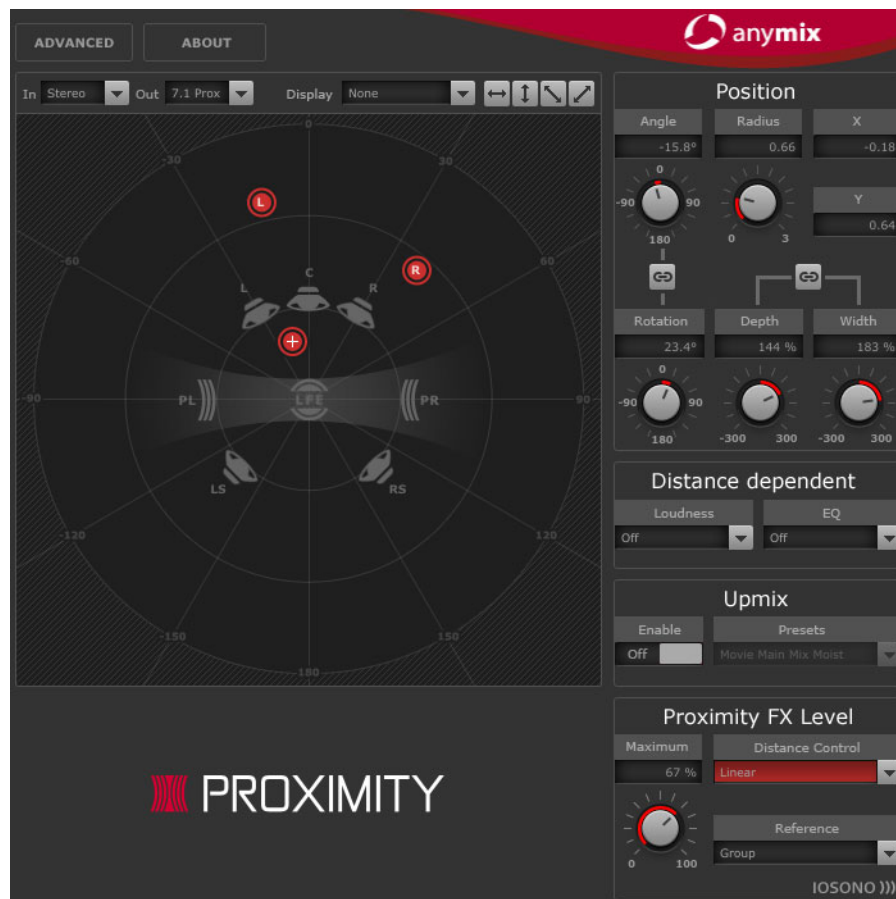 ADVANCED ABOUT anymix
In Stereo Out 7.1 Prox Display None
Position
Angle Radius X
-15.8° 0.66 -0.18
0
-90 90
180
0 3
Y
0.64
Rotation Depth Width
23.4° 144 % 183 %
0
-90 90
180
-300 300
-300 300
0
-30 30
L
-60 60
R
C
L R
-90 PL LFE PR 90
LS RS
-120 120
-150 150
180
Distance dependent
Loudness EQ
Off Off
Upmix
Enable Presets
Off Movie Main Mix Moist
Proximity FX Level
Maximum Distance Control
67 % Linear
0 100
Reference
Group
PROXIMITY
IOSONO